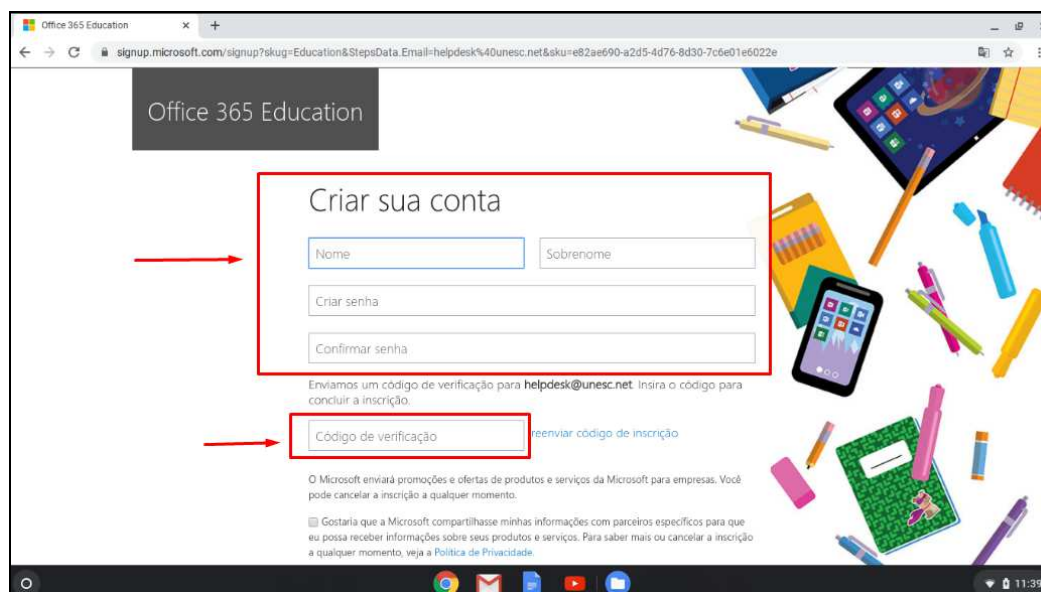 Office 365 Education
signup.microsoft.com/signup?skug=Education&StepsData.Email=helpdesk%40unesc.net&sku=e82ae690-a2d5-4d76-8d30-7c6e01e6022e
Office 365 Education
Criar sua conta
Nome Sobrenome
Criar senha
Confirmar senha
Enviamos um código de verificação para helpdesk@unesc.net. Insira o código para
concluir a inscrição.
Código de verificação reenviar código de inscrição
O Microsoft enviará promoções e ofertas de produtos e serviços da Microsoft para empresas. Você
pode cancelar a inscrição a qualquer momento.
Gostaria que a Microsoft compartilhasse minhas informações com parceiros específicos para que
eu possa receber informações sobre seus produtos e serviços. Para saber mais ou cancelar a inscrição
a qualquer momento, veja a Política de Privacidade.
11:39